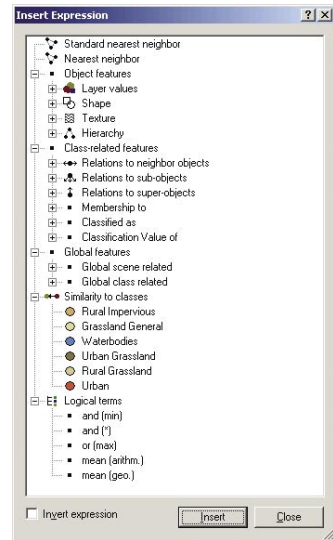 Insert Expression
Standard nearest neighbor
Nearest neighbor
Object features
Layer values
Shape
Texture
Hierarchy
Class-related features
Relations to neighbor objects
Relations to sub-objects
Relations to super-objects
Membership to
Classified as
Classification Value of
Global features
Global scene related
Global class related
Similarity to classes
Rural Impervious
Grassland General
Waterbodies
Urban Grassland
Rural Grassland
Urban
Logical terms
and (min)
and (*)
or (max)
mean (arithm.)
mean (geo.)
Invert expression Insert Close